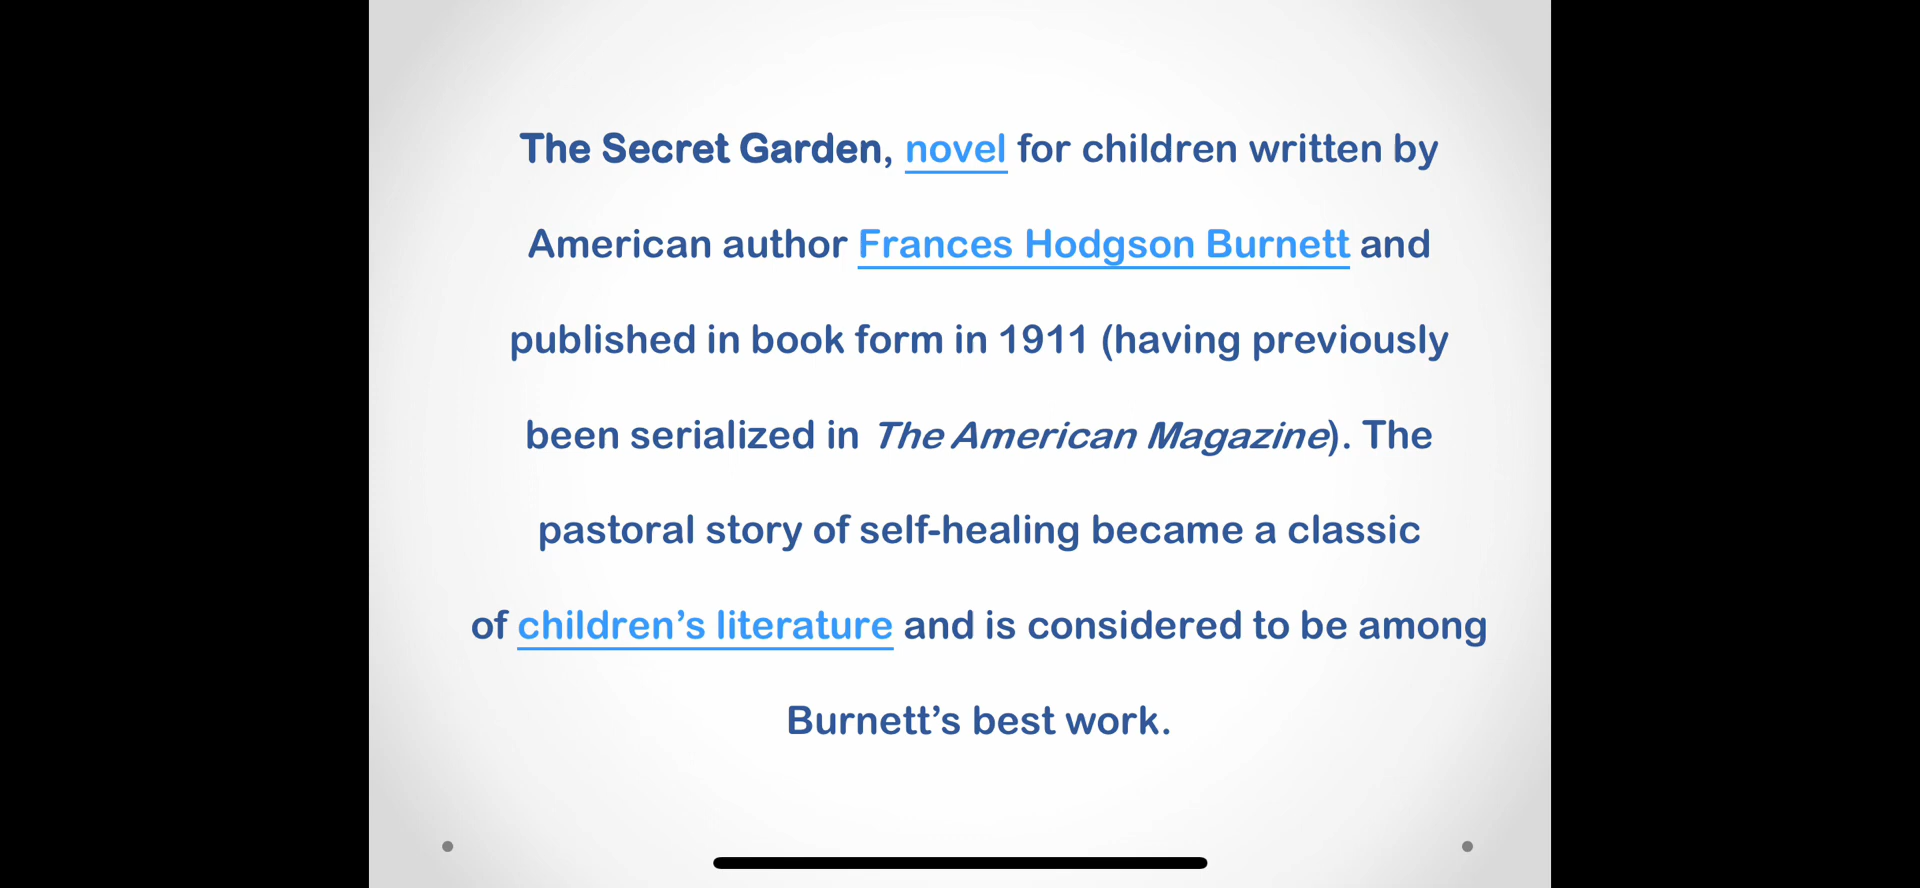 The Secret Garden, novel for children written by
American author Frances Hodgson Burnett and
published in book form in 1911 (having previously
been serialized in The American Magazine). The
pastoral story of self-healing became a classic
of children’s literature and is considered to be among
Burnett’s best work.